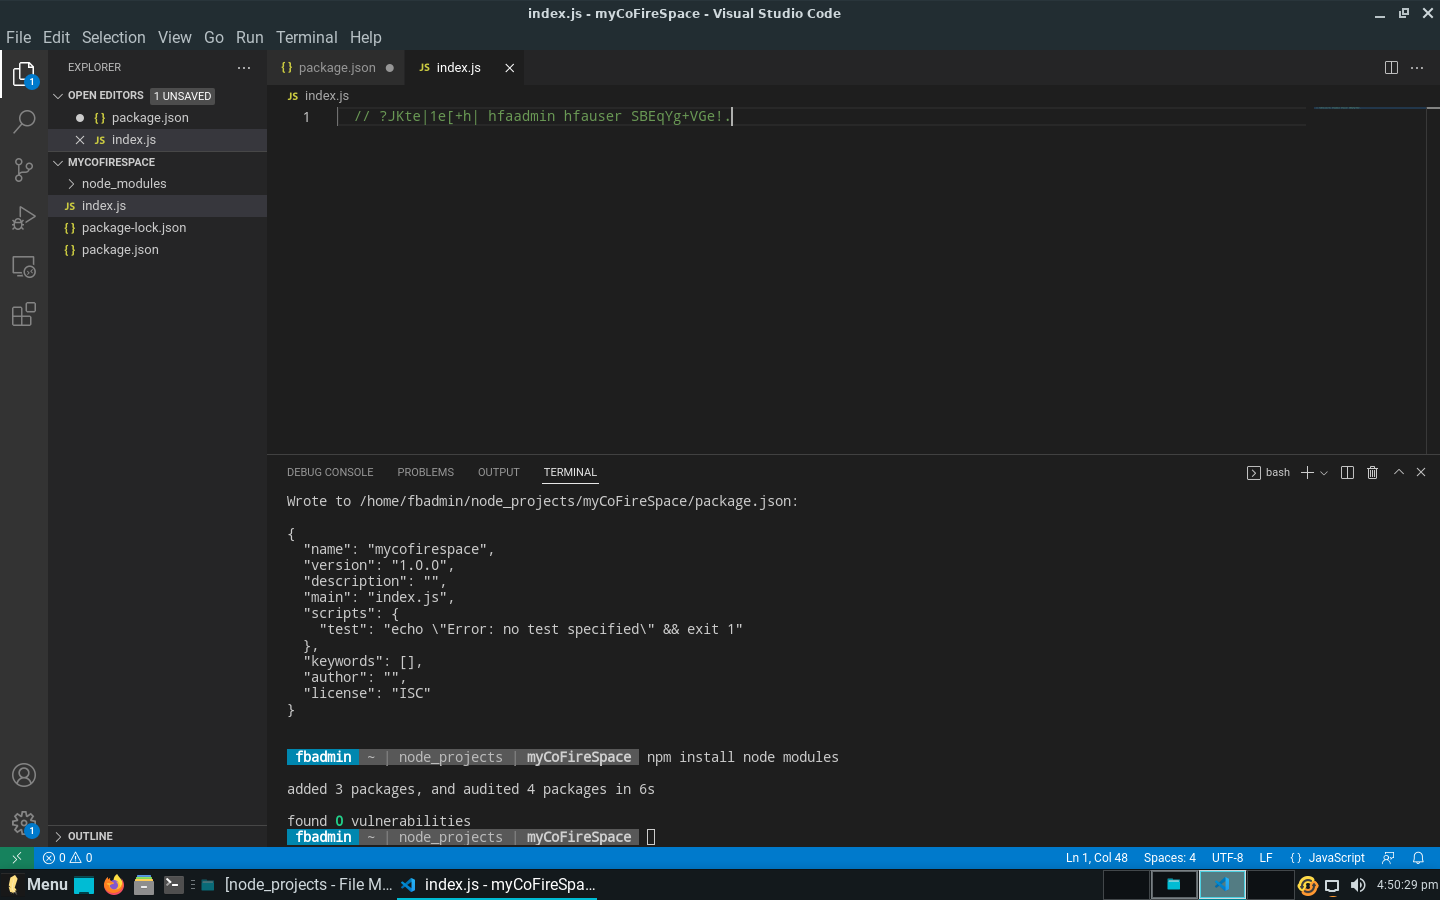 index.js - myCoFireSpace - Visual Studio Code
File Edit Selection View Go Run Terminal Help
EXPLORER
OPEN EDITORS 1 UNSAVED
package.json
index.js
MYCOFIRESPACE
node_modules
index.js
package-lock.json
package.json
OUTLINE
1
1
package.json
JS index.js
JS index.js
1 // ?JKte|1e[+h| hfaadmin hfauser SBEqYg+VGe!.
DEBUG CONSOLE PROBLEMS OUTPUT TERMINAL
bash
Wrote to /home/fbadmin/node_projects/myCoFireSpace/package.json:
{
"name": "mycofirespace",
"version": "1.0.0",
"description": "",
"main": "index.js",
"scripts": {
"test": "echo \"Error: no test specified\" && exit 1"
},
"keywords": [],
"author": "",
"license": "ISC"
}
fbadmin ~ | node_projects | myCoFireSpace npm install node modules
added 3 packages, and audited 4 packages in 6s
found 0 vulnerabilities
fbadmin ~ | node_projects | myCoFireSpace
0 0 Ln 1, Col 48 Spaces: 4 UTF-8 LF {} JavaScript
Menu [node_projects - File M... index.js - myCoFireSpa... 4:50:29 pm